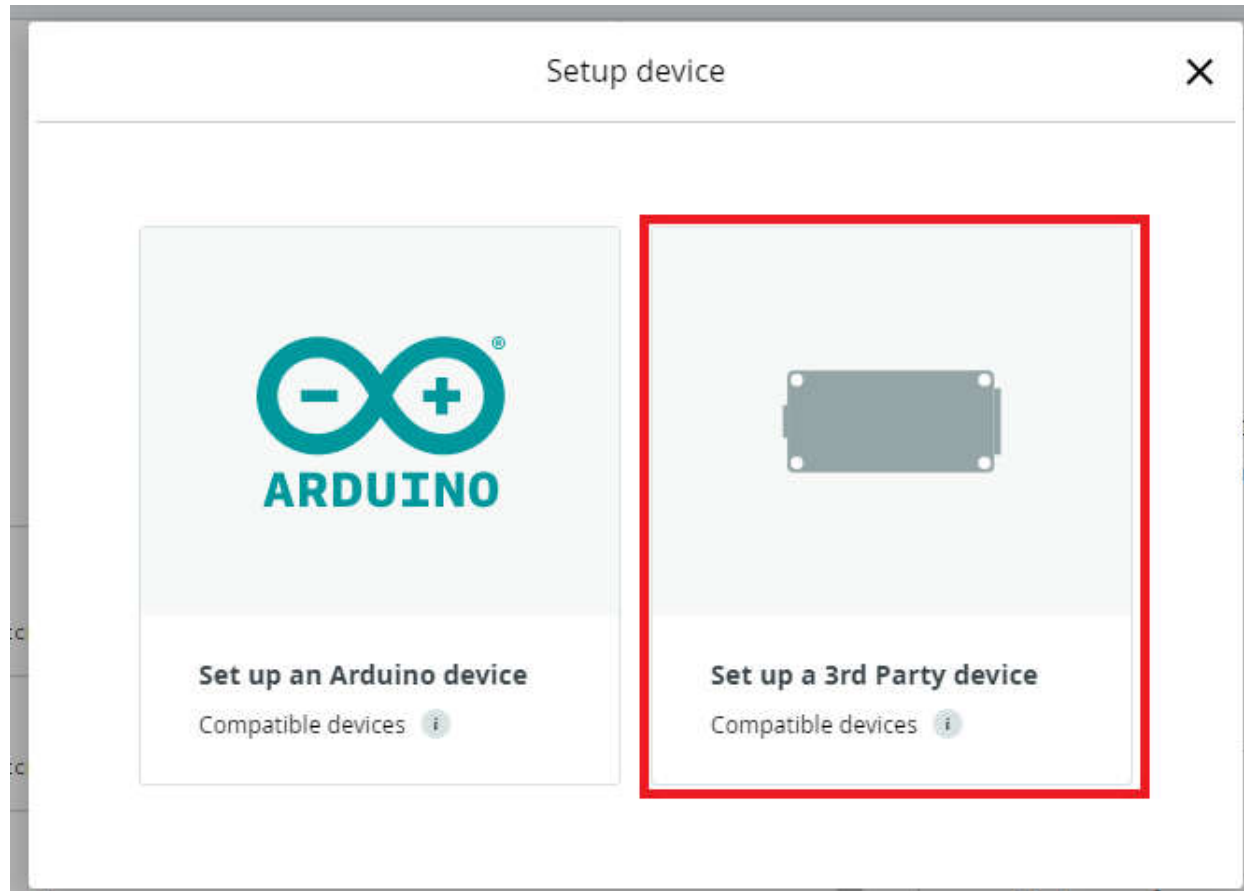 Setup device
ARDUINO
Set up an Arduino device
Compatible devices
Set up a 3rd Party device
Compatible devices